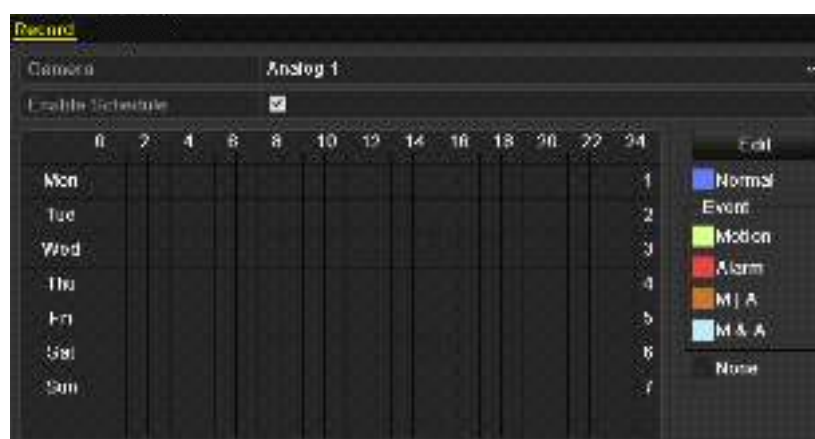 Record
Camera Analog 1
Enable Schedule
0 2 4 6 8 10 12 14 16 18 20 22 24 Edit
Mon 1 Normal
Tue 2 Event
Wed 3 Motion
Thu 4 Alarm
Fri 5 M | A
Sat 6 M & A
Sun 7 None